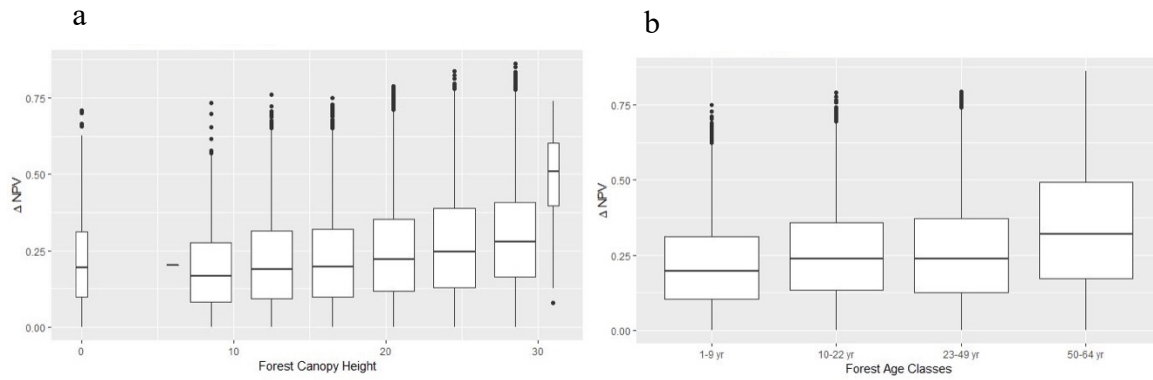 a
0.75
0.50
0.25
0.00
Δ NPV
0
10
20
30
Forest Canopy Height
b
0.75
0.50
0.25
0.00
Δ NPV
1-9 yr
10-22 yr
23-49 yr
50-64 yr
Forest Age Classes